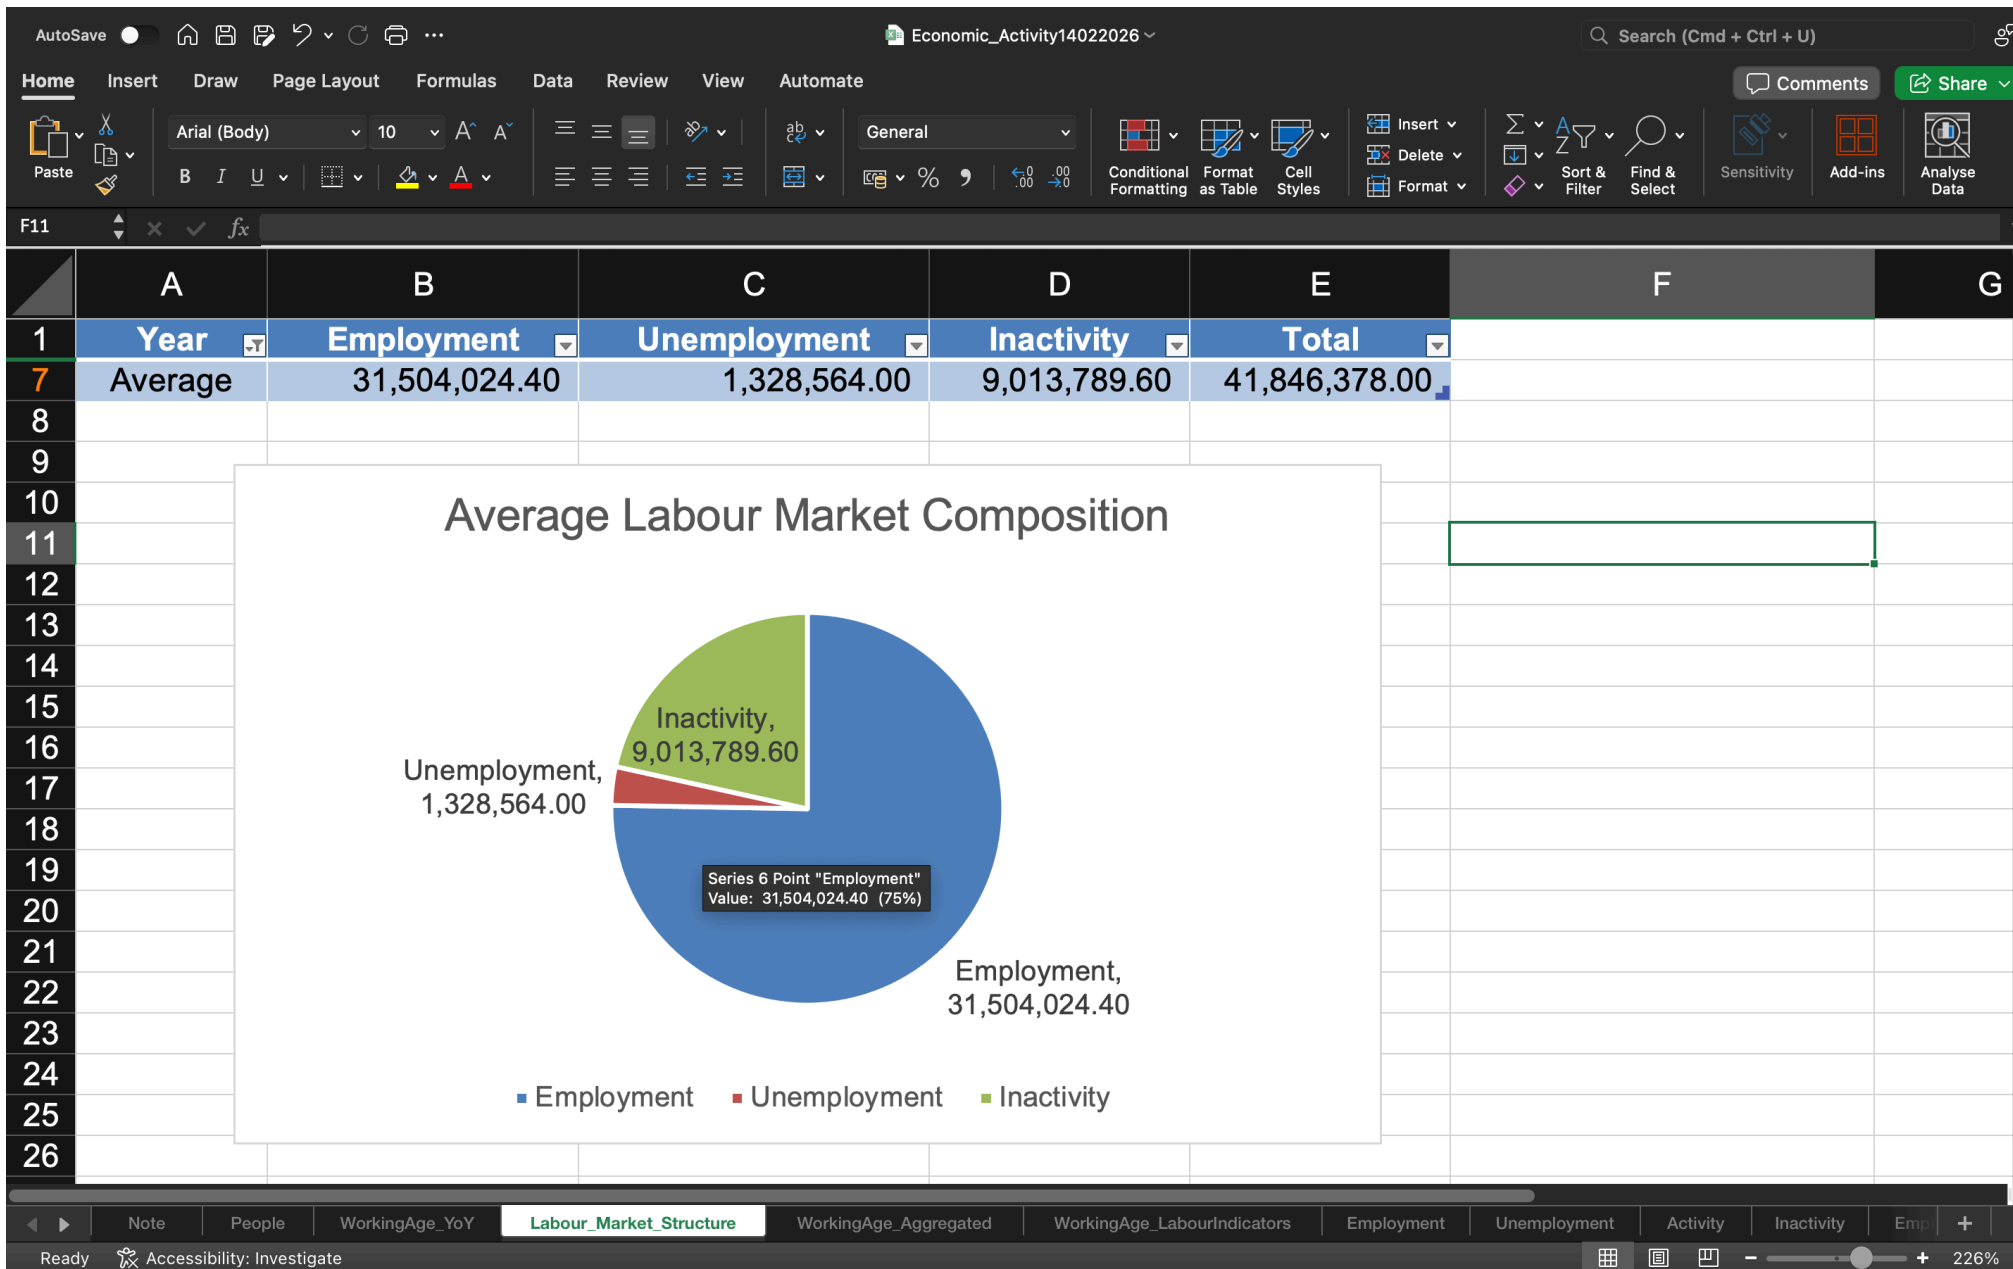 AutoSave
Economic_Activity14022026
Search (Cmd + Ctrl + U)
Home Insert Draw Page Layout Formulas Data Review View Automate
Comments Share
Paste
Arial (Body) 10
B I U
A
ab
General
% 
Conditional Formatting
Format as Table
Cell Styles
Insert
Delete
Format
Sort & Filter
Find & Select
Sensitivity
Add-ins
Analyse Data
F11 fx
A B C D E F G
1 Year Employment Unemployment Inactivity Total
7 Average 31,504,024.40 1,328,564.00 9,013,789.60 41,846,378.00
8
9
10
11
12
13
14
15
16
17
18
19
20
21
22
23
24
25
26
Average Labour Market Composition
Inactivity,
9,013,789.60
Unemployment,
1,328,564.00
Series 6 Point "Employment"
Value: 31,504,024.40 (75%)
Employment,
31,504,024.40
Employment Unemployment Inactivity
Note People WorkingAge_YoY Labour_Market_Structure WorkingAge_Aggregated WorkingAge_LabourIndicators Employment Unemployment Activity Inactivity
Ready Accessibility: Investigate 226%